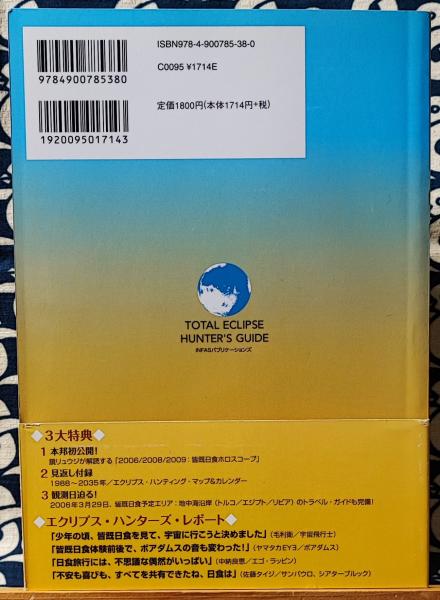 ISBN978-4-900785-38-0
9784900785380
C0095 ¥1714E
定価1800円(本体1714円+税)
1920095017143
TOTAL ECLIPSE
HUNTER'S GUIDE
INFASパブリケーションズ
◆3大特典◆
1 本邦初公開!
鏡リュウジが解読する「2006/2008/2009:皆既日食ホロスコープ」
2 見返し付録
1988〜2035年/エクリプス・ハンティング・マップ&カレンダー
3 観測日迫る!
2006年3月29日、皆既日食予定エリア:地中海沿岸(トルコ/エジプト/リビア)のトラベル・ガイドも完備!
◆エクリプス・ハンターズ・レポート◆
「少年の頃、皆既日食を見て、宇宙に行こうと決めました」(毛利衛/宇宙飛行士)
「皆既日食体験前後で、ボアダムスの音も変わった!」(ヤマタカEYヨ/ボアダムス)
「日食旅行には、不思議な偶然がいっぱい」(中納良恵/エゴ・ラッピン)
「不安も喜びも、すべてを共有できたね、日食は」(佐藤タイジ/サンパウロ、シアターブルック)